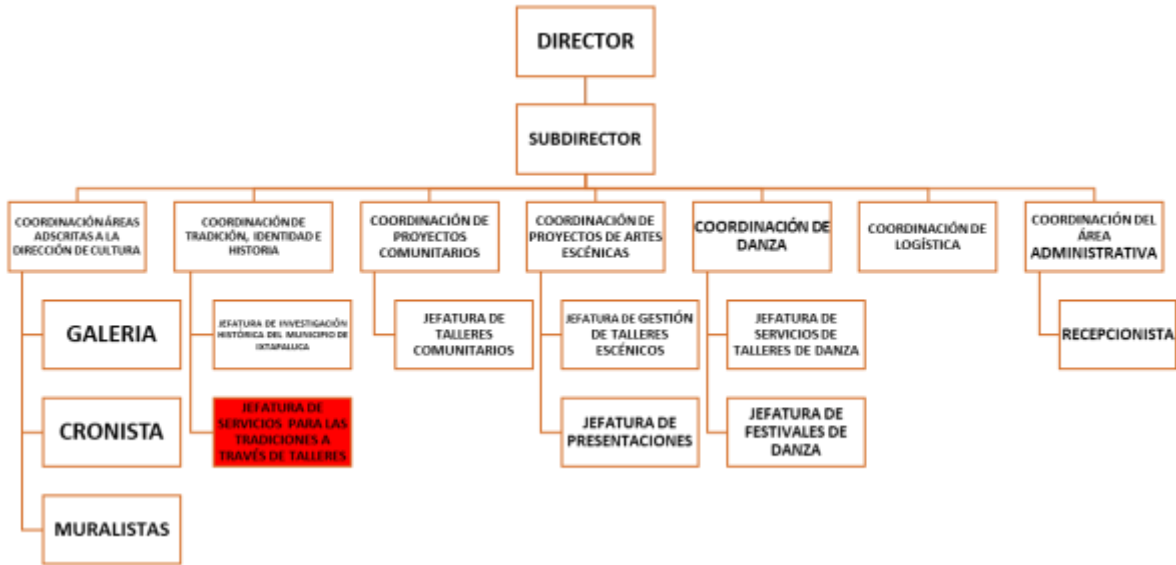 DIRECTOR
SUBDIRECTOR
COORDINACIÓN ÁREAS
ADSCRITAS A LA
DIRECCIÓN DE CULTURA
COORDINACIÓN DE
TRADICIÓN, IDENTIDAD E
HISTORIA
COORDINACIÓN DE
PROYECTOS
COMUNITARIOS
COORDINACIÓN DE
PROYECTOS DE ARTES
ESCÉNICAS
COORDINACIÓN DE
DANZA
COORDINACIÓN DE
LOGÍSTICA
COORDINACIÓN DEL
ÁREA
ADMINISTRATIVA
GALERIA
JEFATURA DE INVESTIGACIÓN
HISTÓRICA DEL MUNICIPIO DE
IXTAPALUCA
JEFATURA DE
TALLERES
COMUNITARIOS
JEFATURA DE GESTIÓN
DE TALLERES
ESCÉNICOS
JEFATURA DE
SERVICIOS DE
TALLERES DE DANZA
RECEPCIONISTA
CRONISTA
JEFATURA DE
SERVICIOS PARA LAS
TRADICIONES A
TRAVÉS DE TALLERES
JEFATURA DE
PRESENTACIONES
JEFATURA DE
FESTIVALES DE
DANZA
MURALISTAS